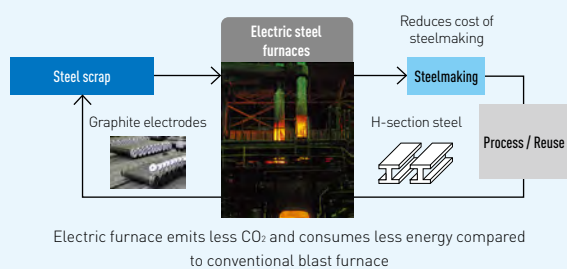 Electric steel
furnaces
Reduces cost of
steelmaking
Steel scrap
Steelmaking
Graphite electrodes
H-section steel
Process / Reuse
Electric furnace emits less CO₂ and consumes less energy compared
to conventional blast furnace